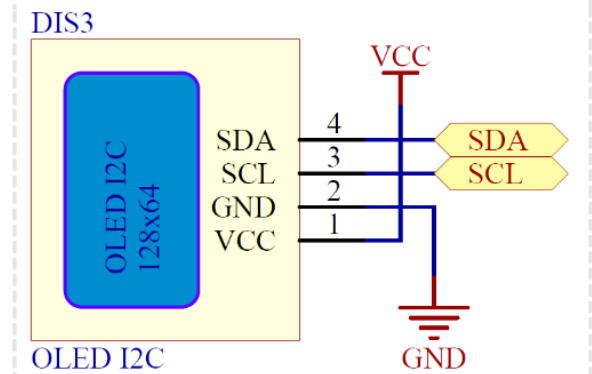 DIS3
VCC
OLED I2C
128x64
SDA 4 SDA
SCL 3 SCL
GND 2
VCC 1
OLED I2C
GND